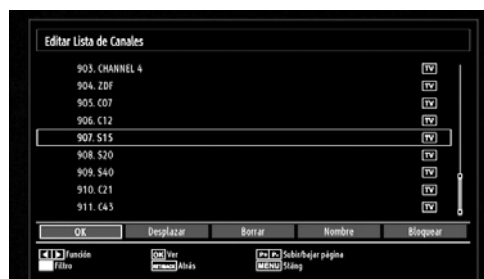 Editar Lista de Canales
903. CHANNEL 4 TV
904. ZDF TV
905. C07 TV
906. C12 TV
907. S15 TV
908. S20 TV
909. S40 TV
910. C21 TV
911. C43 TV
OK Desplazar Borrar Nombre Bloquear
Función OK Ver P+ P- Subir/bajar página
Filtro Atrás MENU Stäng